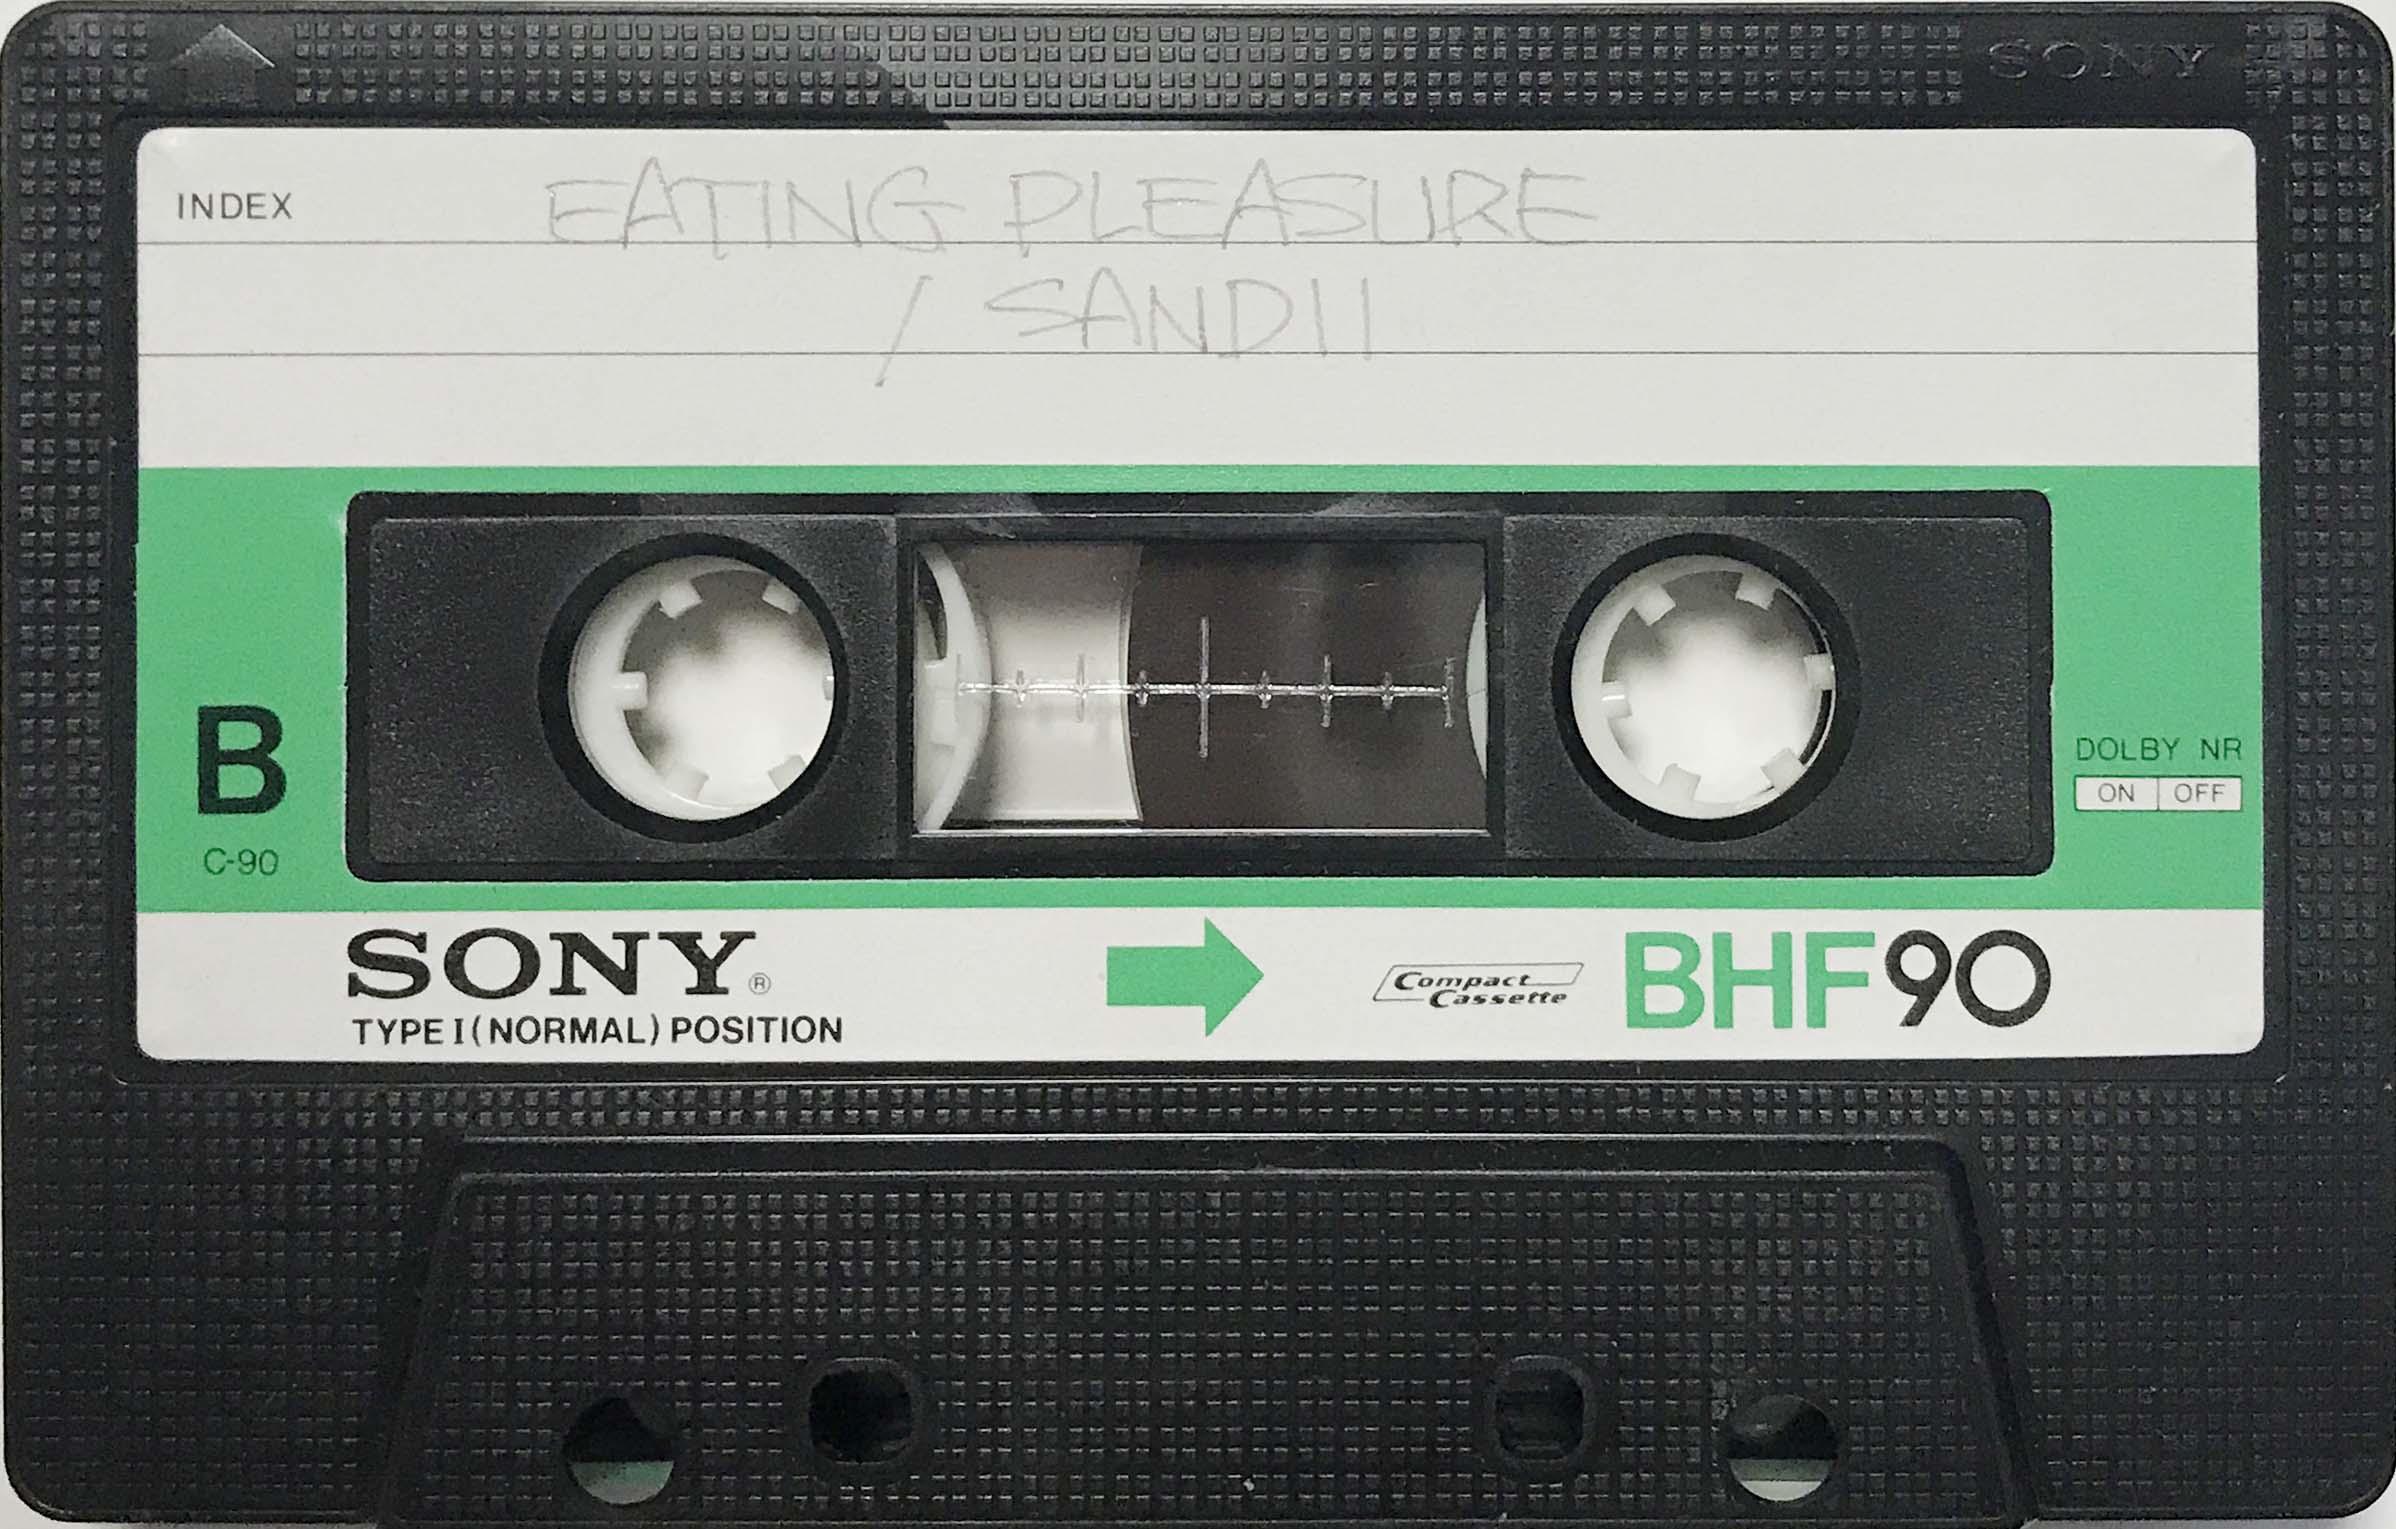 SONY
INDEX
EATING PLEASURE
/ SANDII
B
C-90
DOLBY NR
ON OFF
SONY®
TYPE I (NORMAL) POSITION
Compact
Cassette
BHF90